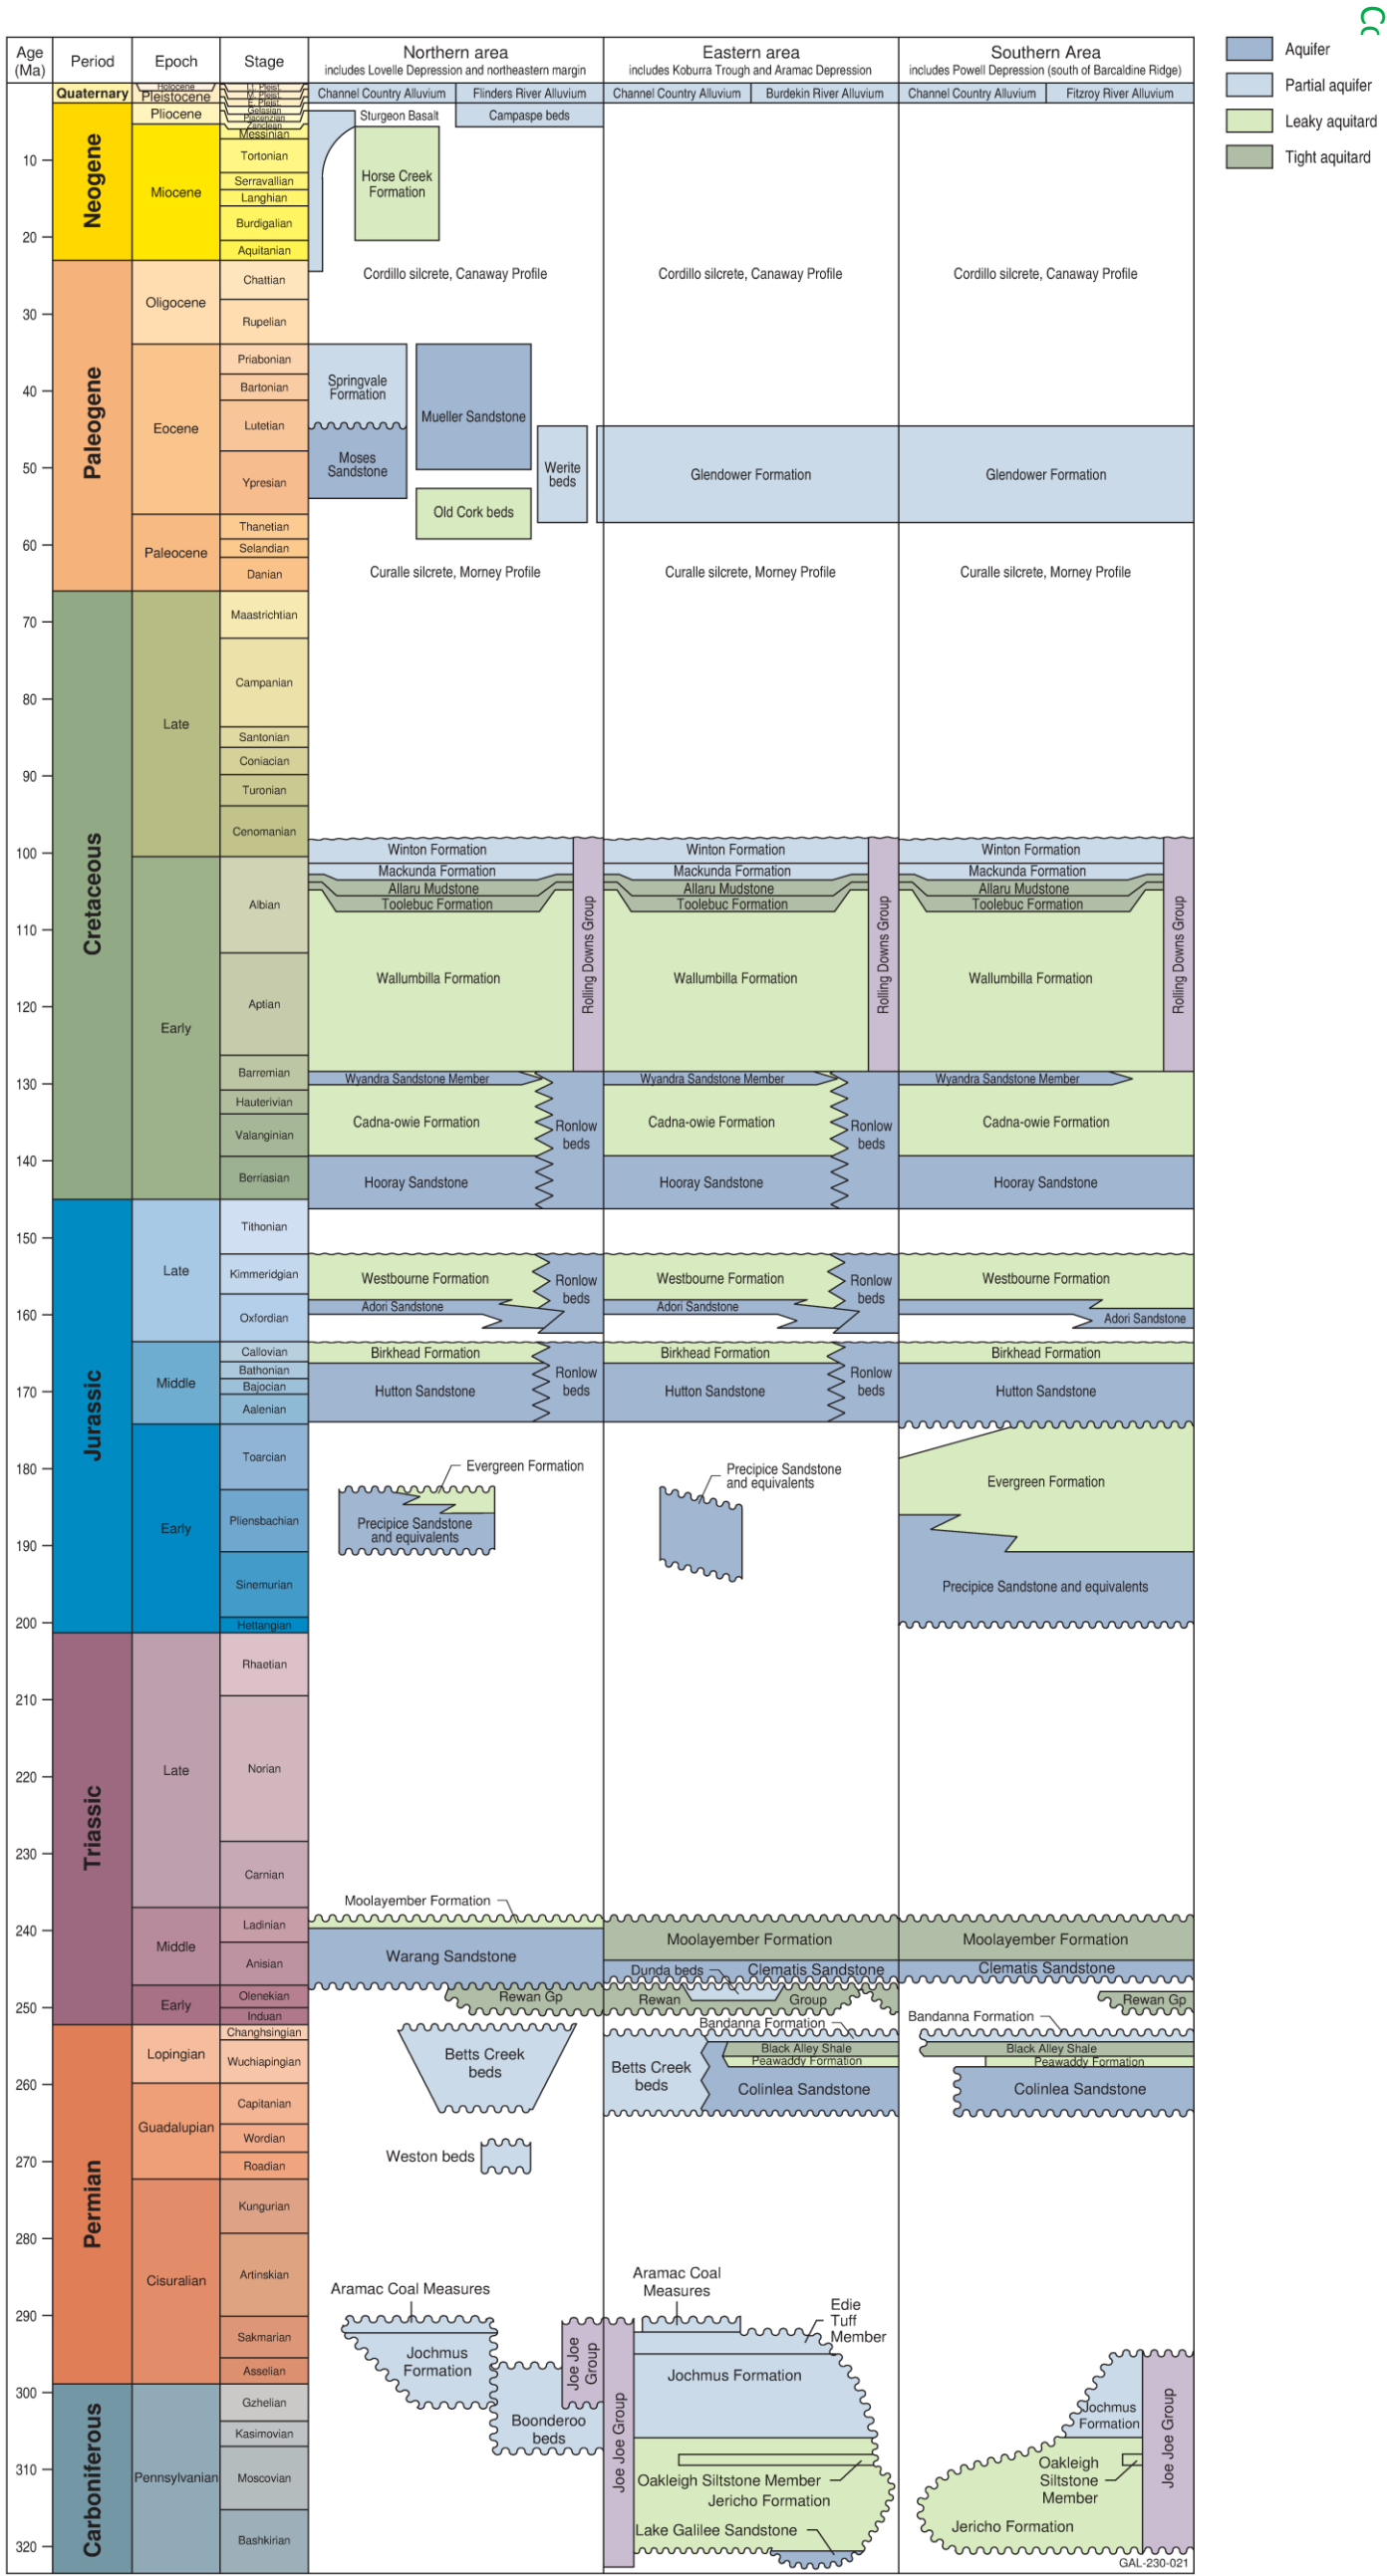 Age
(Ma)
Period
Epoch
Stage
Northern area
includes Lovelle Depression and northeastern margin
Eastern area
includes Koburra Trough and Aramac Depression
Southern Area
includes Powell Depression (south of Barcaldine Ridge)
Aquifer
Partial aquifer
Leaky aquitard
Tight aquitard
Quaternary
Holocene
Pleistocene
Lt. Pleist.
M. Pleist.
E. Pleist.
Gelasian
Channel Country Alluvium
Flinders River Alluvium
Channel Country Alluvium
Burdekin River Alluvium
Channel Country Alluvium
Fitzroy River Alluvium
Neogene
Pliocene
Piacenzian
Zanclean
Miocene
Messinian
Tortonian
Serravallian
Langhian
Burdigalian
Aquitanian
10
20
Sturgeon Basalt
Campaspe beds
Horse Creek
Formation
Cordillo silcrete, Canaway Profile
Cordillo silcrete, Canaway Profile
Cordillo silcrete, Canaway Profile
Paleogene
Oligocene
Chattian
Rupelian
Eocene
Priabonian
Bartonian
Lutetian
Ypresian
Paleocene
Thanetian
Selandian
Danian
30
40
50
60
Springvale
Formation
Moses
Sandstone
Mueller Sandstone
Old Cork beds
Werite
beds
Glendower Formation
Glendower Formation
Curalle silcrete, Morney Profile
Curalle silcrete, Morney Profile
Curalle silcrete, Morney Profile
Cretaceous
Late
Maastrichtian
Campanian
Santonian
Coniacian
Turonian
Cenomanian
Early
Albian
Aptian
Barremian
Hauterivian
Valanginian
Berriasian
70
80
90
100
110
120
130
140
Winton Formation
Mackunda Formation
Allaru Mudstone
Toolebuc Formation
Wallumbilla Formation
Rolling Downs Group
Wyandra Sandstone Member
Cadna-owie Formation
Ronlow
beds
Hooray Sandstone
Winton Formation
Mackunda Formation
Allaru Mudstone
Toolebuc Formation
Wallumbilla Formation
Rolling Downs Group
Wyandra Sandstone Member
Cadna-owie Formation
Ronlow
beds
Hooray Sandstone
Winton Formation
Mackunda Formation
Allaru Mudstone
Toolebuc Formation
Wallumbilla Formation
Rolling Downs Group
Wyandra Sandstone Member
Cadna-owie Formation
Hooray Sandstone
Jurassic
Late
Tithonian
Kimmeridgian
Oxfordian
Middle
Callovian
Bathonian
Bajocian
Aalenian
Early
Toarcian
Pliensbachian
Sinemurian
Hettangian
150
160
170
180
190
200
Westbourne Formation
Ronlow
beds
Adori Sandstone
Birkhead Formation
Ronlow
beds
Hutton Sandstone
Evergreen Formation
Precipice Sandstone
and equivalents
Westbourne Formation
Ronlow
beds
Adori Sandstone
Birkhead Formation
Ronlow
beds
Hutton Sandstone
Precipice Sandstone
and equivalents
Westbourne Formation
Adori Sandstone
Birkhead Formation
Hutton Sandstone
Evergreen Formation
Precipice Sandstone and equivalents
Triassic
Late
Rhaetian
Norian
Carnian
Middle
Ladinian
Anisian
Early
Olenekian
Induan
210
220
230
240
250
Moolayember Formation
Warang Sandstone
Rewan Gp
Moolayember Formation
Dunda beds
Clematis Sandstone
Rewan
Group
Moolayember Formation
Clematis Sandstone
Rewan Gp
Permian
Lopingian
Changhsingian
Wuchiapingian
Guadalupian
Capitanian
Wordian
Roadian
Cisuralian
Kungurian
Artinskian
Sakmarian
Asselian
260
270
280
290
Betts Creek
beds
Weston beds
Aramac Coal Measures
Jochmus
Formation
Joe Joe
Group
Boonderoo
beds
Bandanna Formation
Black Alley Shale
Peawaddy Formation
Betts Creek
beds
Colinlea Sandstone
Aramac Coal
Measures
Edie
Tuff
Member
Jochmus Formation
Joe Joe Group
Oakleigh Siltstone Member
Jericho Formation
Lake Galilee Sandstone
Bandanna Formation
Black Alley Shale
Peawaddy Formation
Colinlea Sandstone
Jochmus
Formation
Oakleigh
Siltstone
Member
Joe Joe Group
Jericho Formation
Carboniferous
Pennsylvanian
Gzhelian
Kasimovian
Moscovian
Bashkirian
300
310
320
GAL-230-021